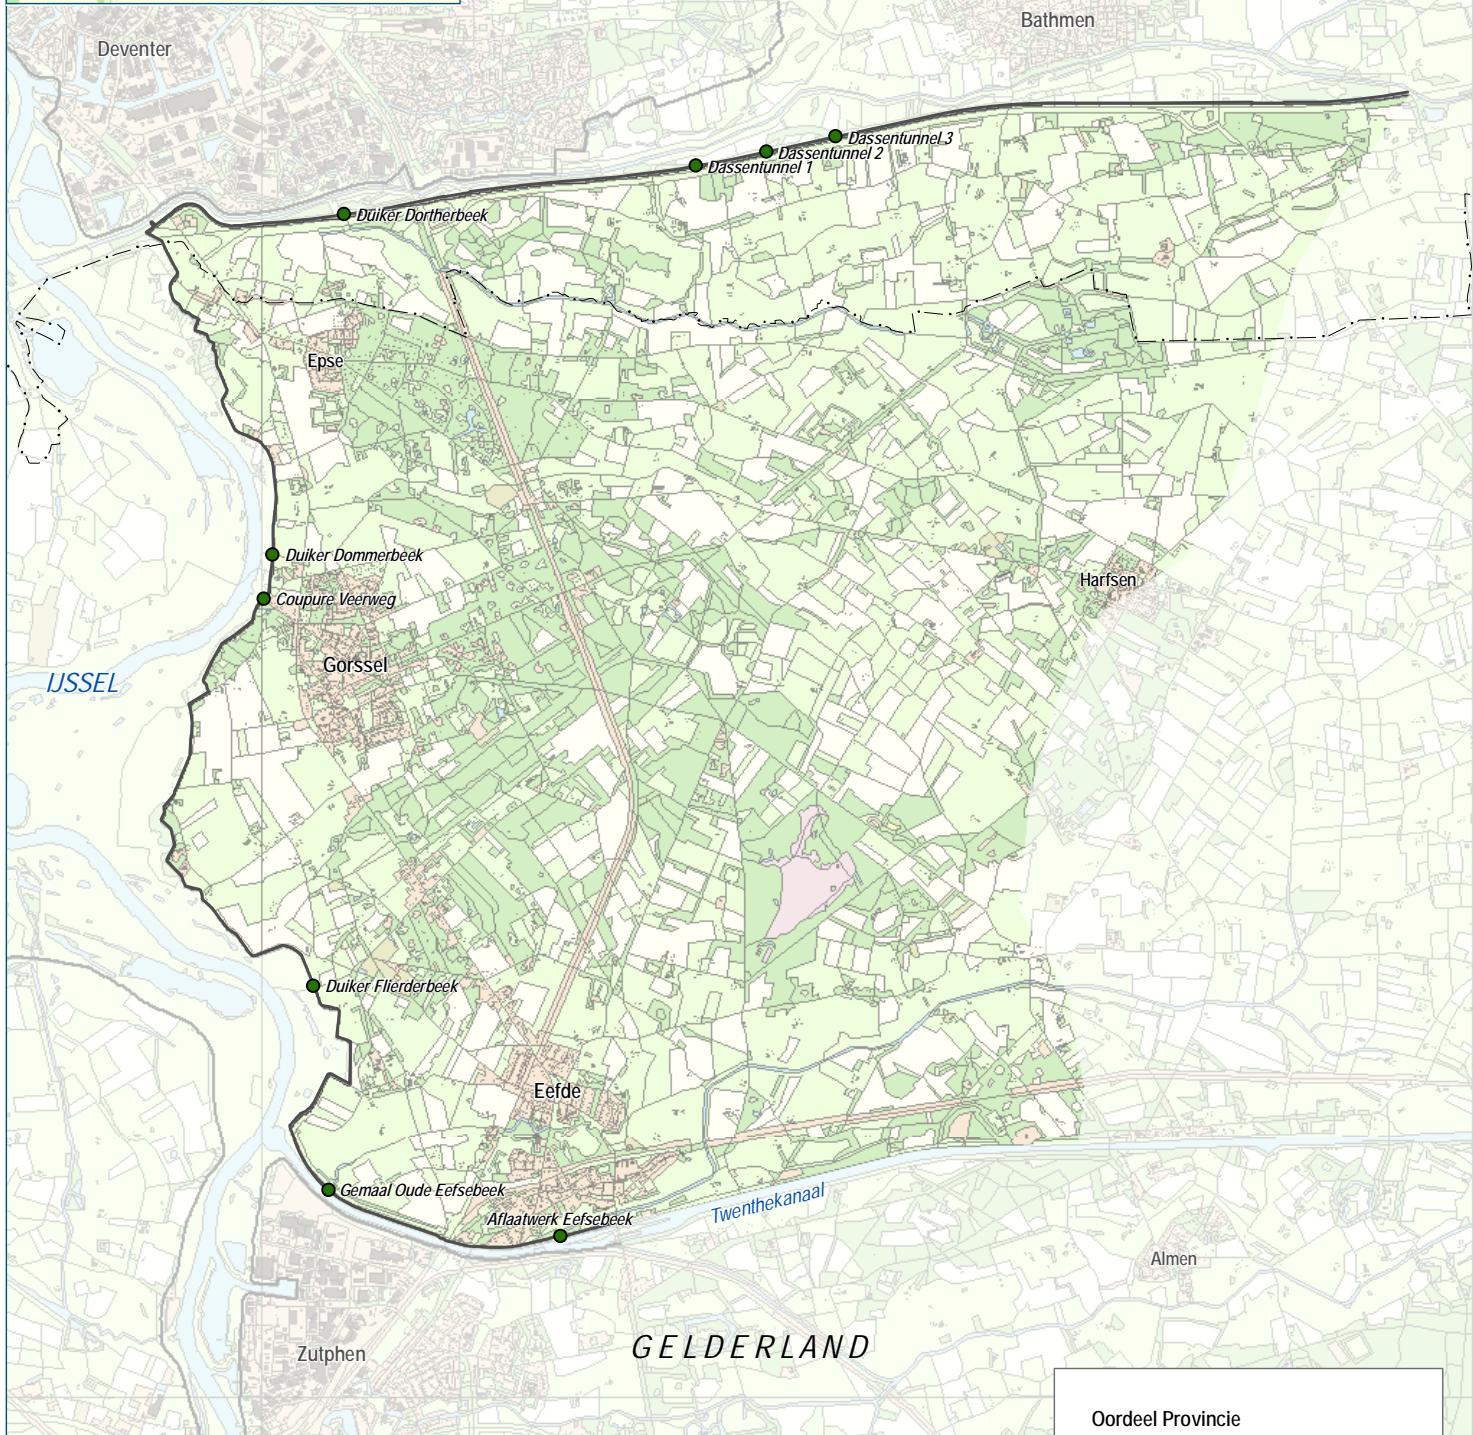 Bathmen
Deventer
Dassentunnel 3
Dassentunnel 2
Dassentunnel 1
Duiker Dortherbeek
Epse
Duiker Dommerbeek
Harfsen
Coupure Veerweg
Gorssel
IJSSEL
Duiker Flierderbeek
Eefde
Gemaal Oude Eefsebeek
Twenthekanaal
Aflaatwerk Eefsebeek
Almen
GELDERLAND
Zutphen
Oordeel Provincie